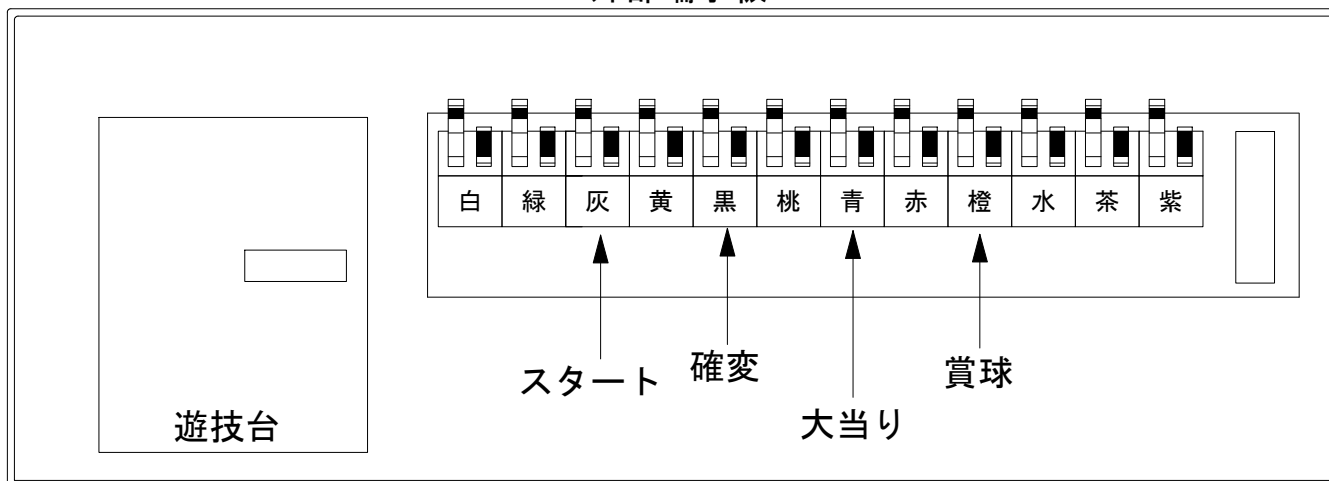 白 緑 灰 黄 黒 桃 青 赤 橙 水 茶 紫
スタート
確変
大当り
賞球
遊技台